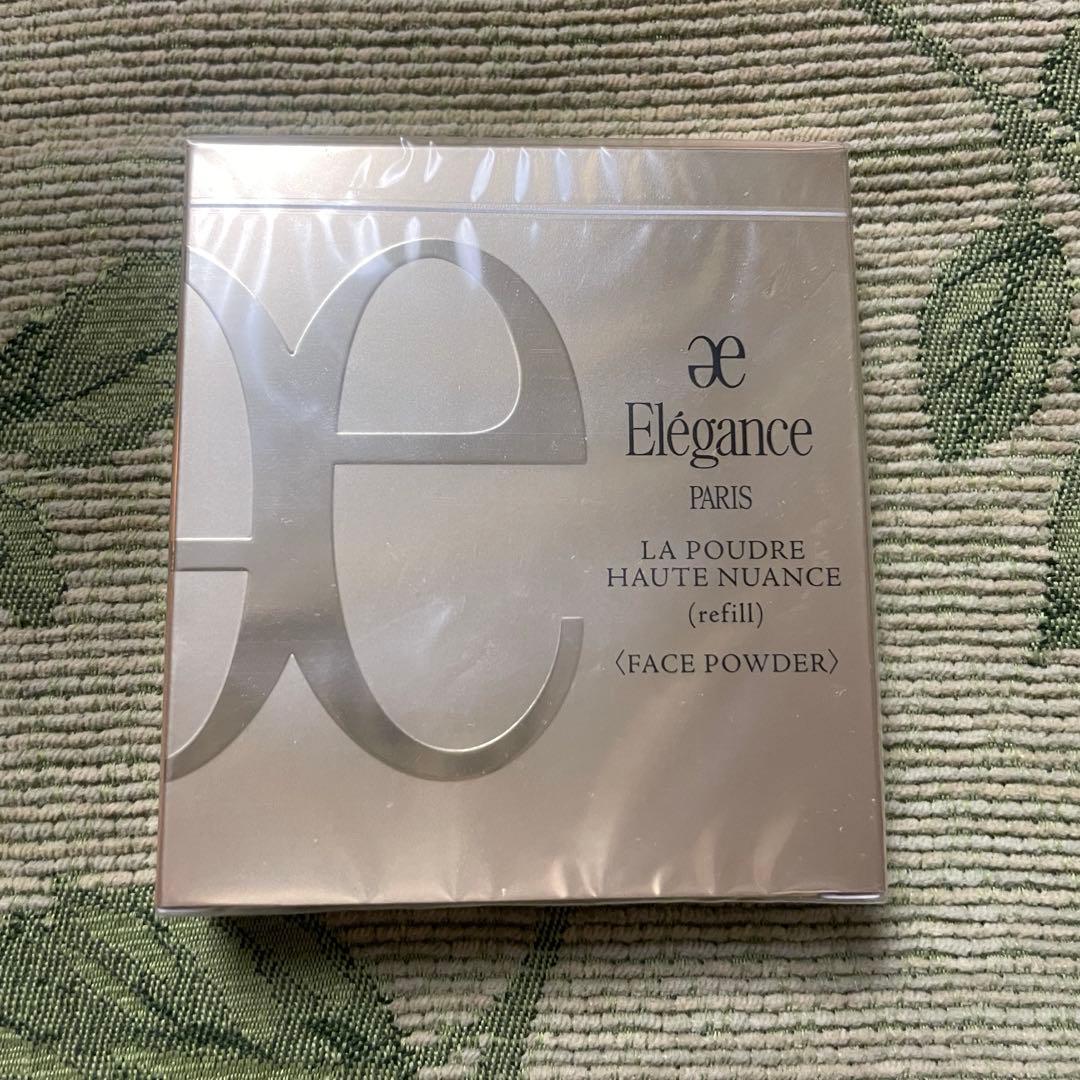 æ
Elégance
PARIS
LA POUDRE
HAUTE NUANCE
(refill)
〈FACE POWDER〉